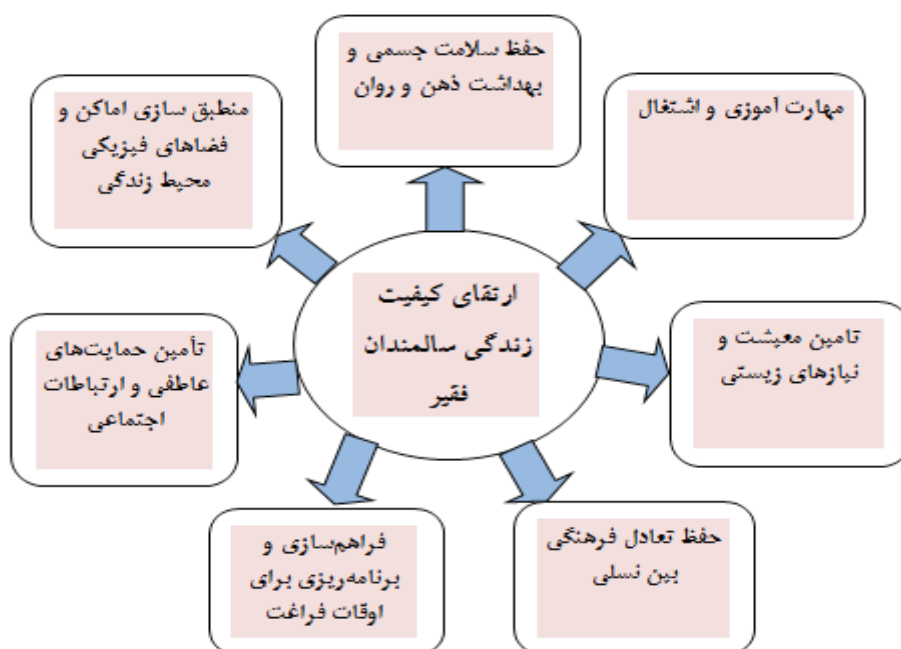 حفظ سلامت جسمی و
بهداشت ذهن و روان
مهارت آموزی و اشتغال
منطبق سازی اماکن و
فضاهای فیزیکی
محیط زندگی
ارتقای کیفیت
زندگی سالمندان
فقیر
تامین معیشت و
نیازهای زیستی
تأمین حمایت‌های
عاطفی و ارتباطات
اجتماعی
حفظ تعادل فرهنگی
بین نسلی
فراهم‌سازی و
برنامه‌ریزی برای
اوقات فراغت